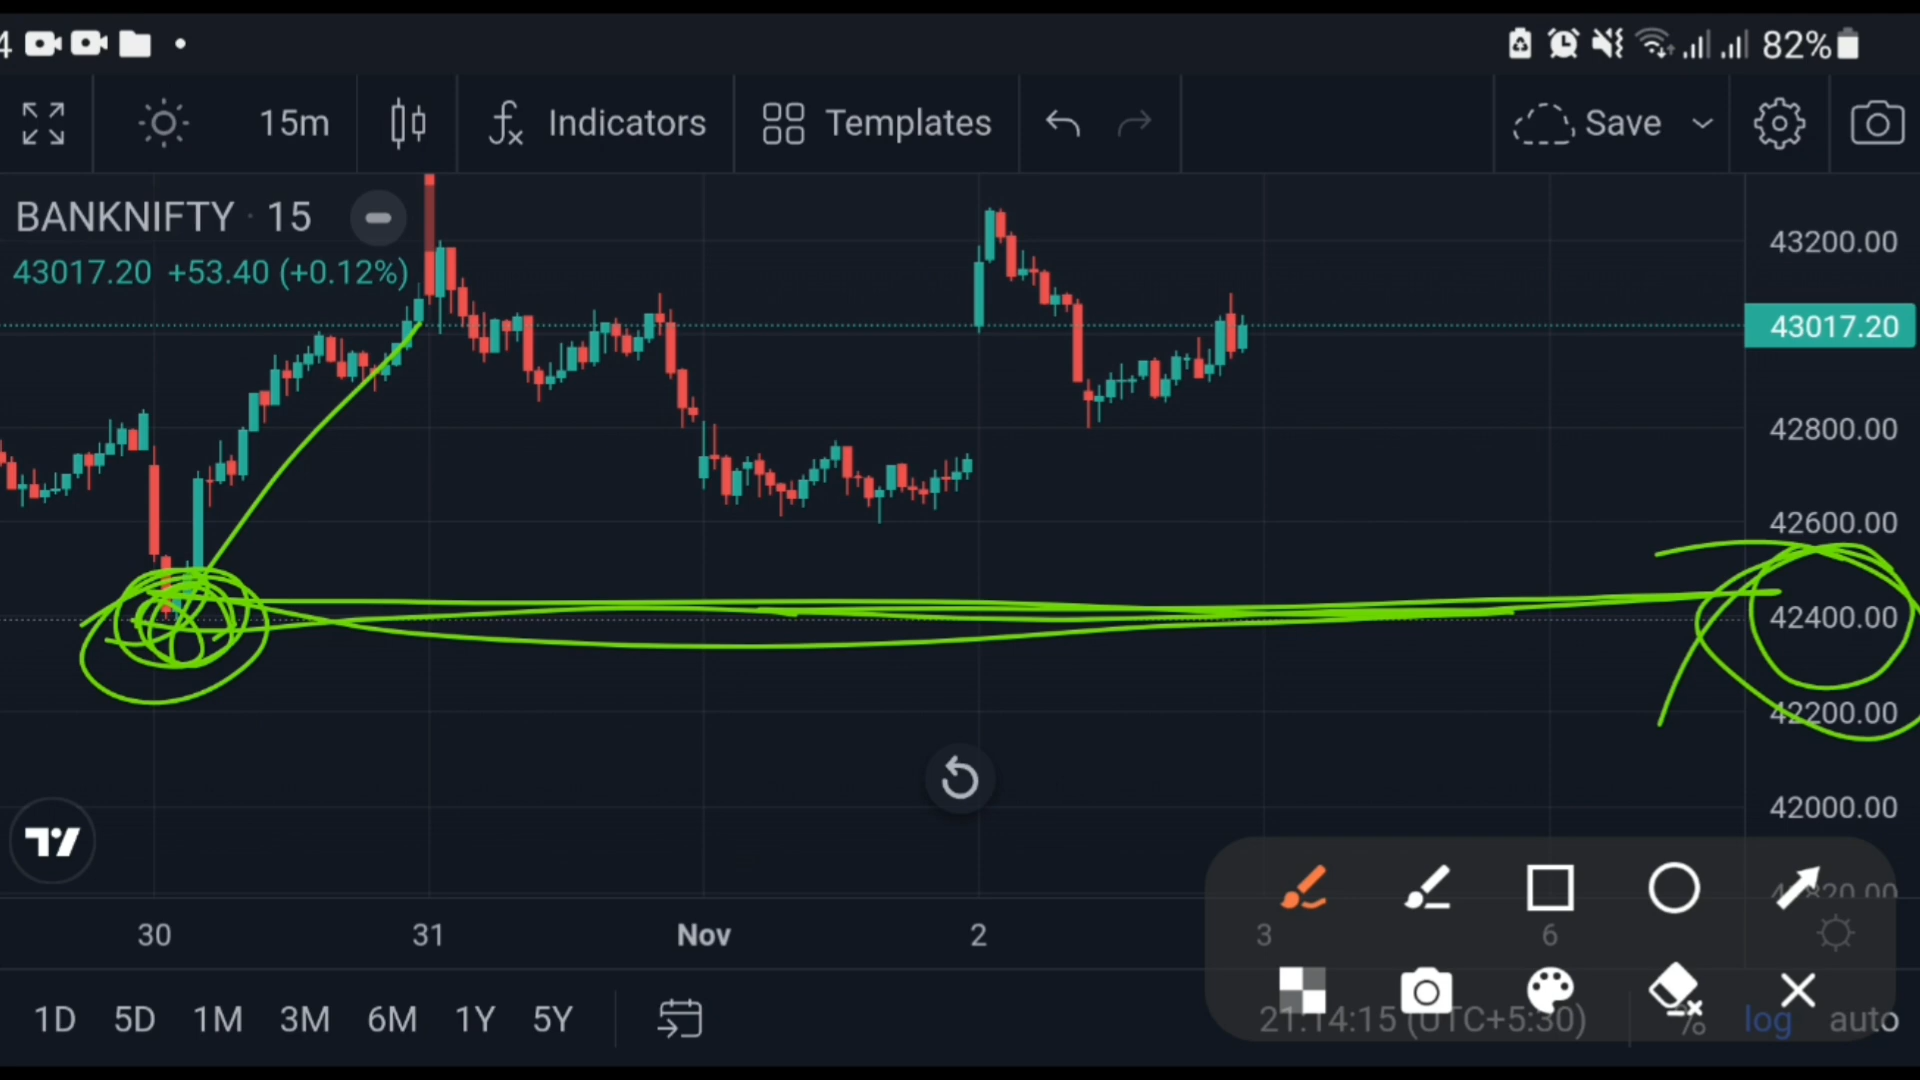 4
82%
15m
Indicators
Templates
Save
BANKNIFTY · 15
43017.20 +53.40 (+0.12%)
43200.00
43017.20
42800.00
42600.00
42400.00
42200.00
42000.00
30 31 Nov 2 3 6
1D 5D 1M 3M 6M 1Y 5Y
21:14:15 (UTC+5:30) % log auto